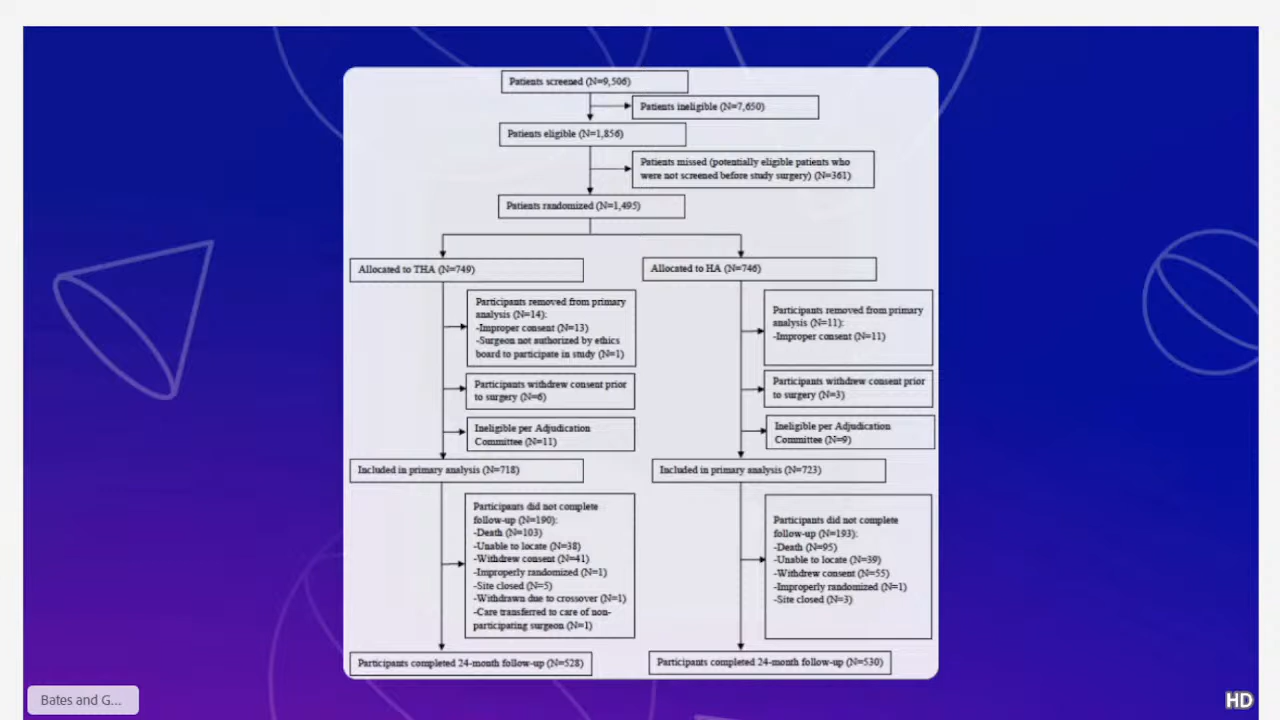 Patients screened (N=9,506)
Patients ineligible (N=7,650)
Patients eligible (N=1,856)
Patients missed (potentially eligible patients who
were not screened before study surgery) (N=361)
Patients randomized (N=1,495)
Allocated to THA (N=749)
Participants removed from primary
analysis (N=14):
-Improper consent (N=13)
-Surgeon not authorized by ethics
board to participate in study (N=1)
Participants withdrew consent prior
to surgery (N=6)
Ineligible per Adjudication
Committee (N=11)
Included in primary analysis (N=718)
Participants did not complete
follow-up (N=190):
-Death (N=103)
-Unable to locate (N=38)
-Withdrew consent (N=41)
-Improperly randomized (N=1)
-Site closed (N=5)
-Withdrawn due to crossover (N=1)
-Care transferred to care of non-
participating surgeon (N=1)
Participants completed 24-month follow-up (N=528)
Allocated to HA (N=746)
Participants removed from primary
analysis (N=11):
-Improper consent (N=11)
Participants withdrew consent prior
to surgery (N=3)
Ineligible per Adjudication
Committee (N=9)
Included in primary analysis (N=723)
Participants did not complete
follow-up (N=193):
-Death (N=95)
-Unable to locate (N=39)
-Withdrew consent (N=55)
-Improperly randomized (N=1)
-Site closed (N=3)
Participants completed 24-month follow-up (N=530)
Bates and G...
HD